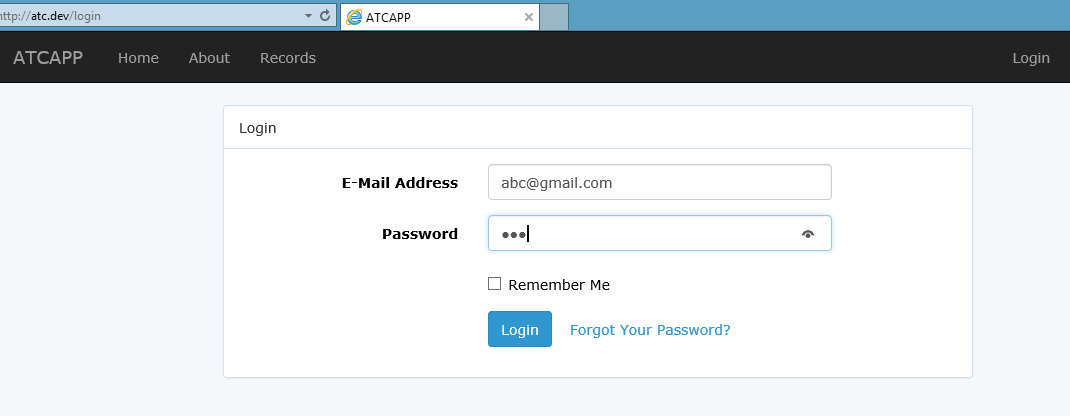 http://atc.dev/login
ATCAPP
ATCAPP Home About Records Login
Login
E-Mail Address abc@gmail.com
Password •••
Remember Me
Login Forgot Your Password?